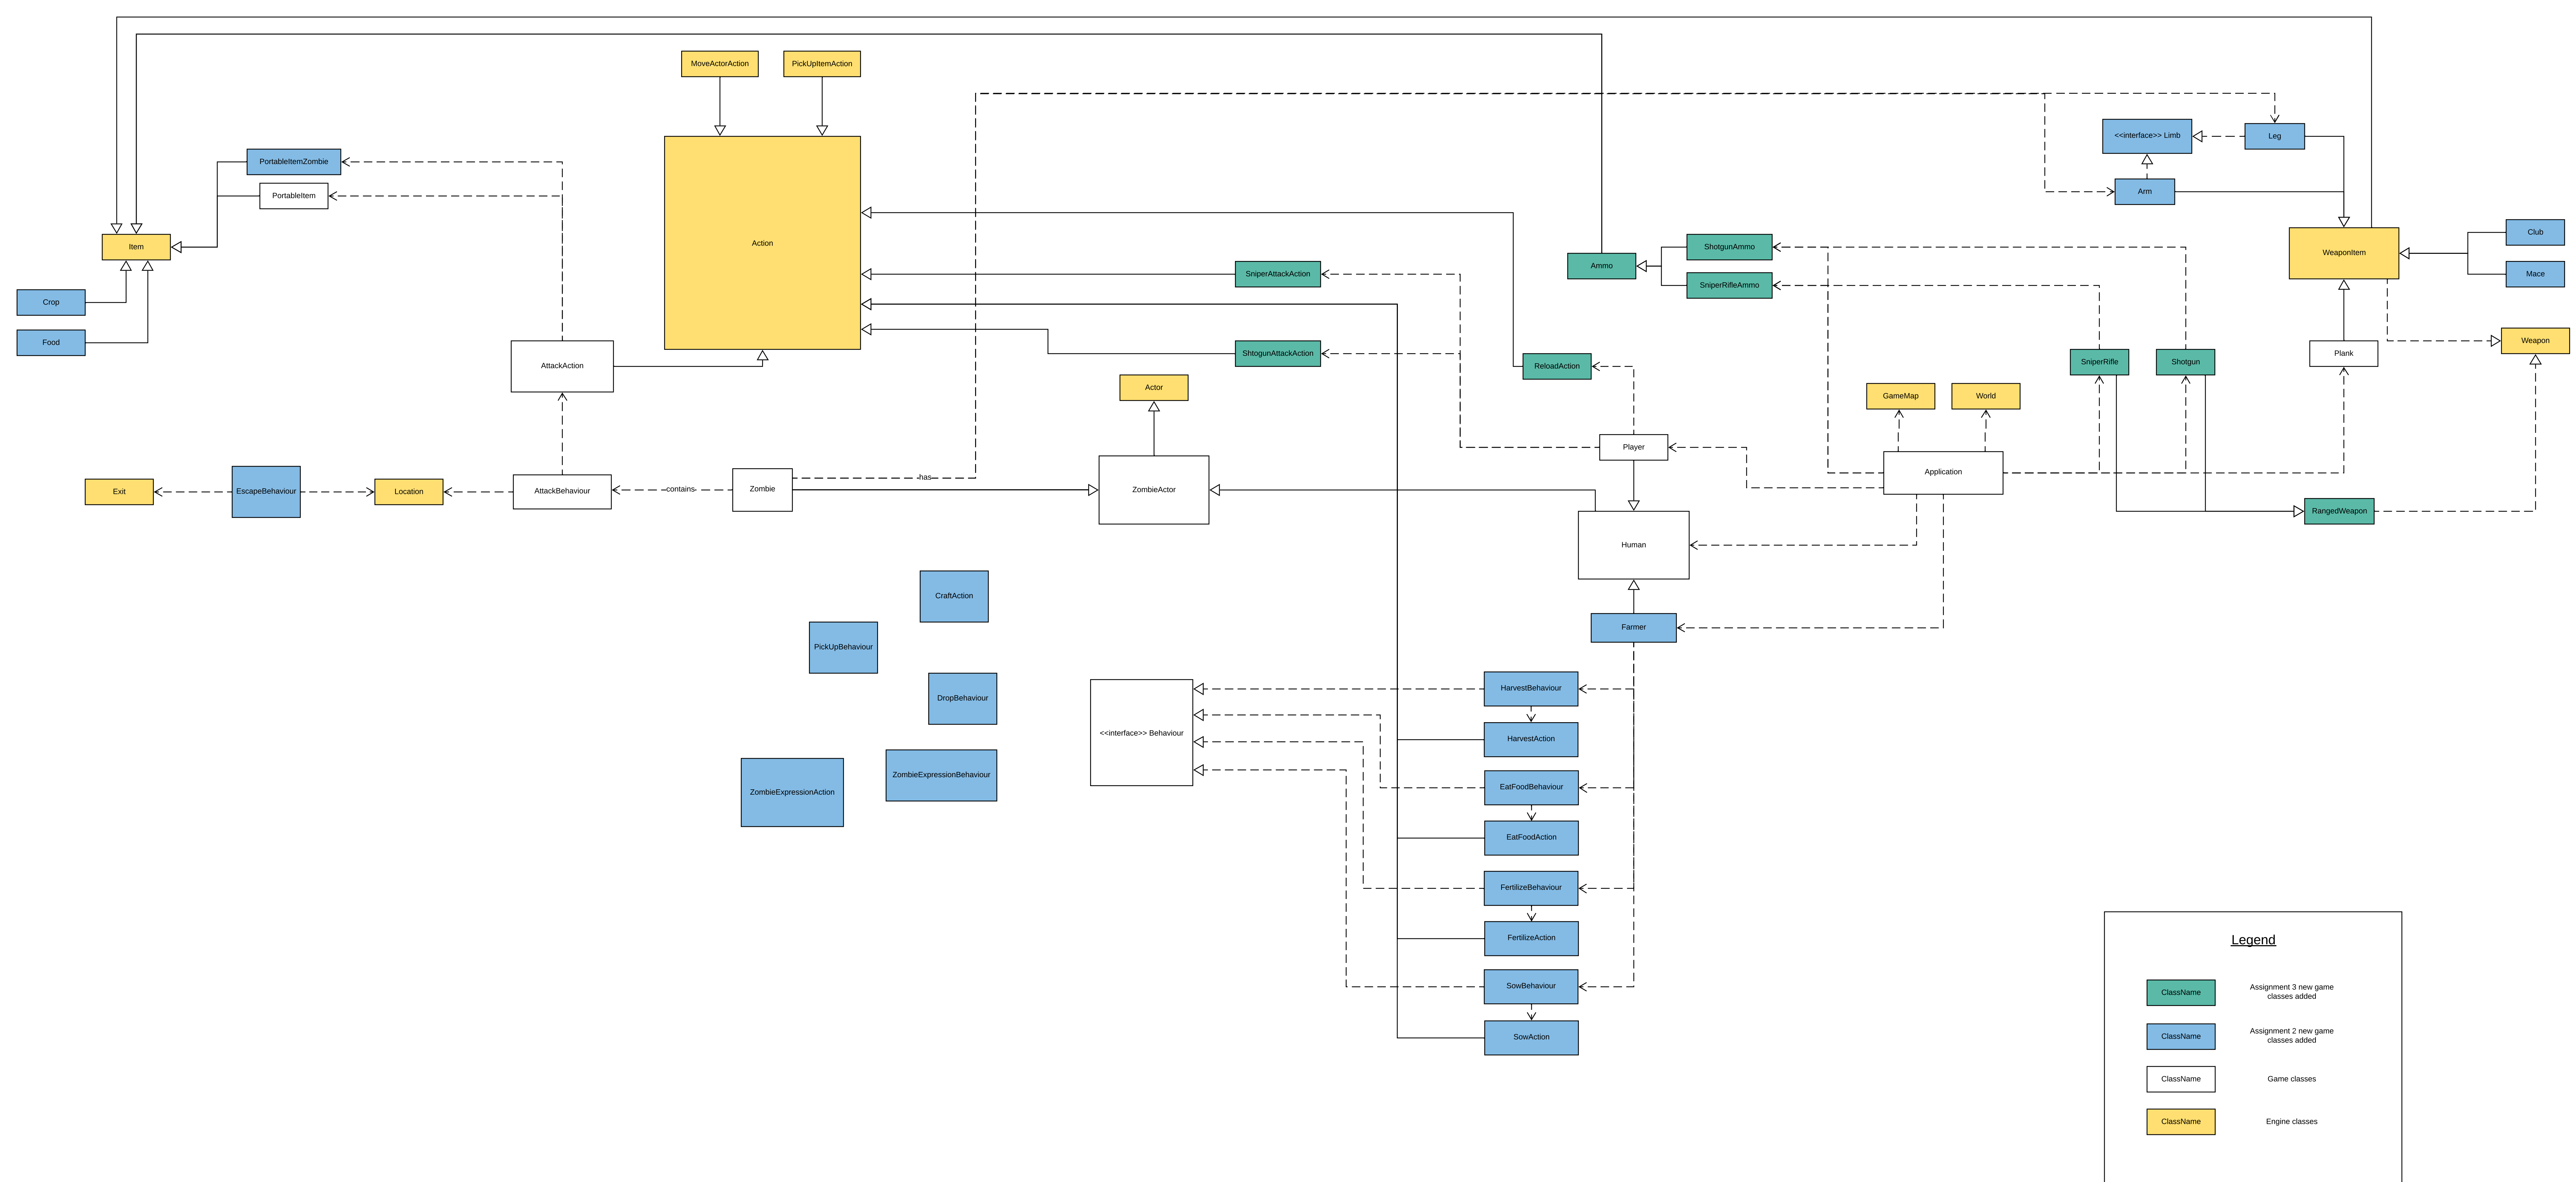 MoveActorAction
PickUpItemAction
<<interface>> Limb
Leg
PortableItemZombie
Arm
PortableItem
Item
Action
ShotgunAmmo
Ammo
SniperAttackAction
SniperRifleAmmo
WeaponItem
Club
Mace
Crop
Food
AttackAction
ShtogunAttackAction
ReloadAction
SniperRifle
Shotgun
Plank
Weapon
Actor
GameMap
World
Player
Application
Exit
EscapeBehaviour
Location
AttackBehaviour
contains
Zombie
has
ZombieActor
RangedWeapon
Human
CraftAction
Farmer
PickUpBehaviour
DropBehaviour
HarvestBehaviour
<<interface>> Behaviour
HarvestAction
ZombieExpressionAction
ZombieExpressionBehaviour
EatFoodBehaviour
EatFoodAction
FertilizeBehaviour
FertilizeAction
SowBehaviour
SowAction
Legend
ClassName
Assignment 3 new game
classes added
ClassName
Assignment 2 new game
classes added
ClassName
Game classes
ClassName
Engine classes